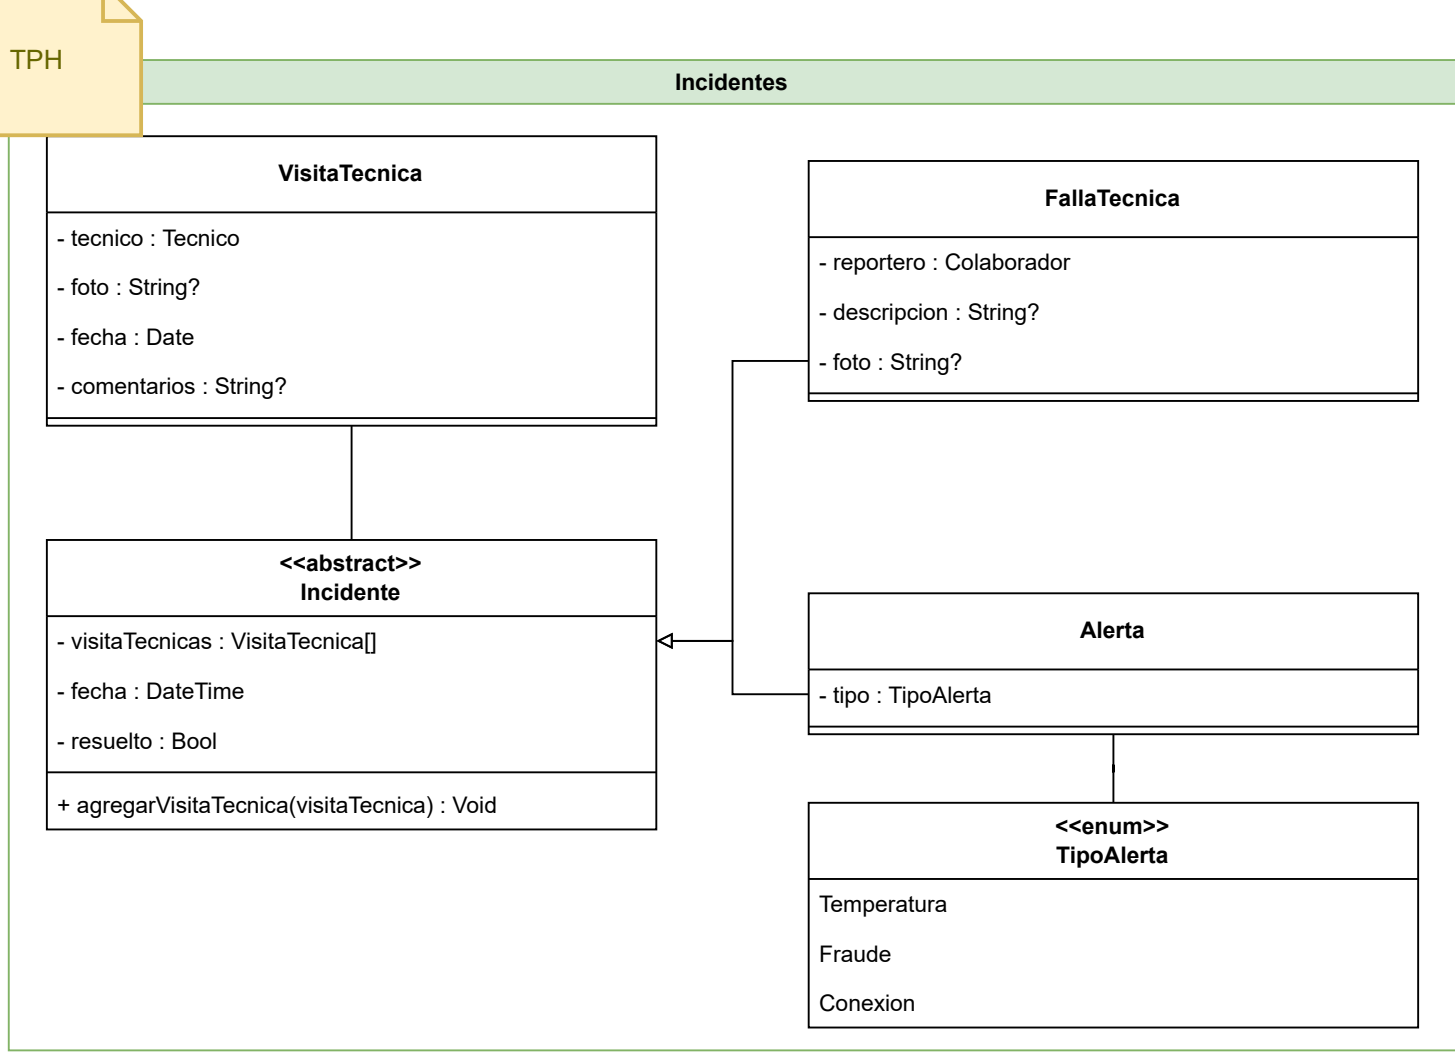 TPH
Incidentes
VisitaTecnica
- tecnico : Tecnico
- foto : String?
- fecha : Date
- comentarios : String?
FallaTecnica
- reportero : Colaborador
- descripcion : String?
- foto : String?
<<abstract>>
Incidente
- visitaTecnicas : VisitaTecnica[]
- fecha : DateTime
- resuelto : Bool
+ agregarVisitaTecnica(visitaTecnica) : Void
Alerta
- tipo : TipoAlerta
<<enum>>
TipoAlerta
Temperatura
Fraude
Conexion